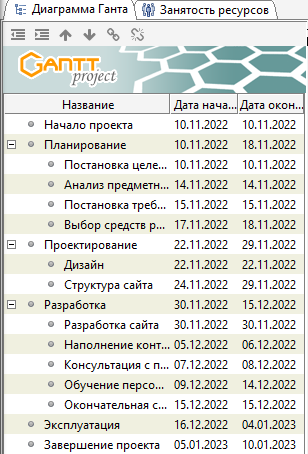 Диаграмма Ганта Занятость ресурсов
GANTT
project
Название Дата нача... Дата окон...
Начало проекта 10.11.2022 10.11.2022
Планирование 10.11.2022 18.11.2022
Постановка целе... 10.11.2022 10.11.2022
Анализ предметн... 14.11.2022 14.11.2022
Постановка треб... 15.11.2022 15.11.2022
Выбор средств р... 17.11.2022 18.11.2022
Проектирование 22.11.2022 29.11.2022
Дизайн 22.11.2022 22.11.2022
Структура сайта 24.11.2022 29.11.2022
Разработка 30.11.2022 15.12.2022
Разработка сайта 30.11.2022 30.11.2022
Наполнение конт... 05.12.2022 06.12.2022
Консультация с п... 07.12.2022 08.12.2022
Обучение персо... 09.12.2022 14.12.2022
Окончательная с... 15.12.2022 15.12.2022
Эксплуатация 16.12.2022 04.01.2023
Завершение проекта 05.01.2023 10.01.2023